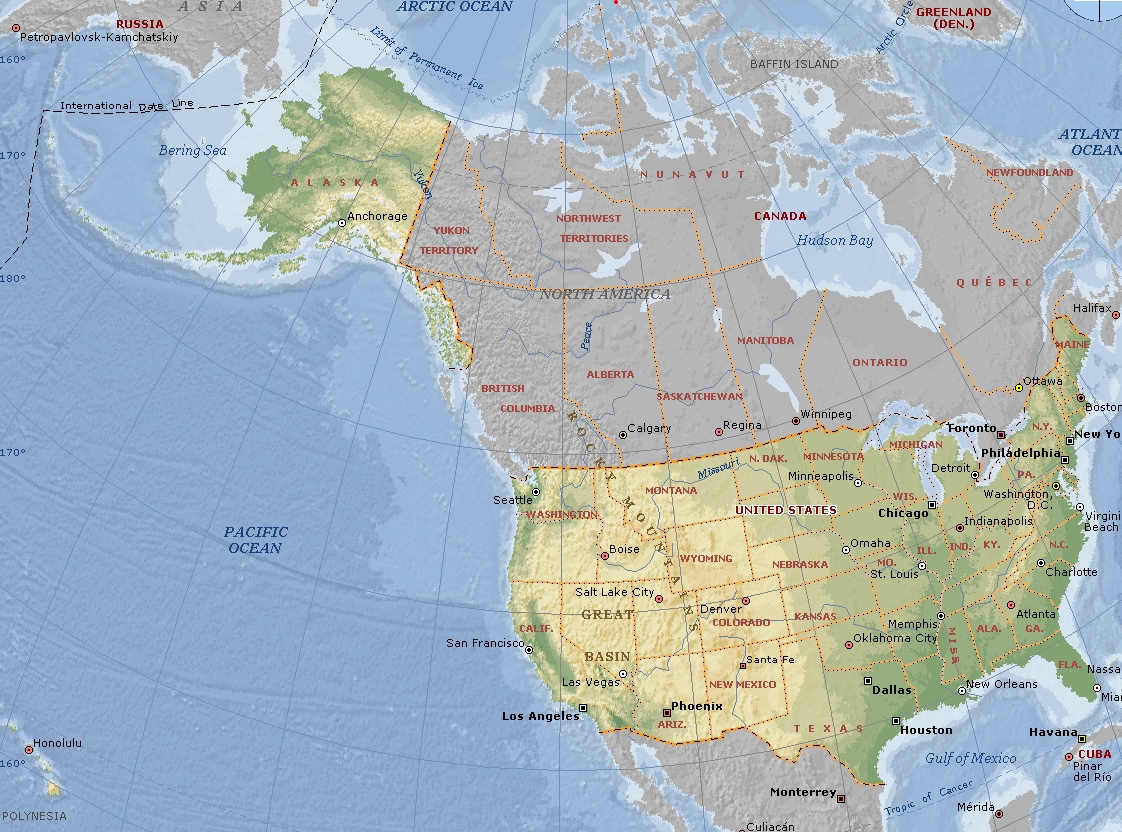 ASIA
ARCTIC OCEAN
RUSSIA
Petropavlovsk-Kamchatskiy
GREENLAND
(DEN.)
Arctic Circle
Limit of Permanent Ice
160°
BAFFIN ISLAND
International Date Line
ATLANT
OCEAN
Bering Sea
170°
ALASKA
Yukon
NUNAVUT
NEWFOUNDLAND
Anchorage
NORTHWEST
TERRITORIES
CANADA
YUKON
TERRITORY
Hudson Bay
180°
NORTH AMERICA
QUÉBEC
Halifax
Peace
MANITOBA
MAINE
ONTARIO
ALBERTA
BRITISH
COLUMBIA
SASKATCHEWAN
Ottawa
Boston
Calgary
Regina
Winnipeg
Toronto
N.Y.
New Yo
170°
ROCKY MOUNTAINS
Missouri
N. DAK.
MINNESOTA
MICHIGAN
Philadelphia
Minneapolis
Detroit
PA.
Seattle
MONTANA
WIS.
Washington,
D.C.
WASHINGTON
UNITED STATES
Chicago
Virgini
Beach
Indianapolis
PACIFIC
OCEAN
Boise
WYOMING
Omaha
ILL.
IND.
KY.
N.C.
NEBRASKA
MO.
St. Louis
Charlotte
Salt Lake City
Denver
GREAT
BASIN
COLORADO
KANSAS
Memphis
Atlanta
CALIF.
MISS
ALA.
GA.
San Francisco
Oklahoma City
Santa Fe
FLA.
Nassa
Las Vegas
NEW MEXICO
Dallas
New Orleans
Miar
Los Angeles
Phoenix
ARIZ.
TEXAS
Houston
Havana
Honolulu
CUBA
Gulf of Mexico
Pinar
del Río
160°
Tropic of Cancer
Monterrey
Mérida
POLYNESIA
Culiacán